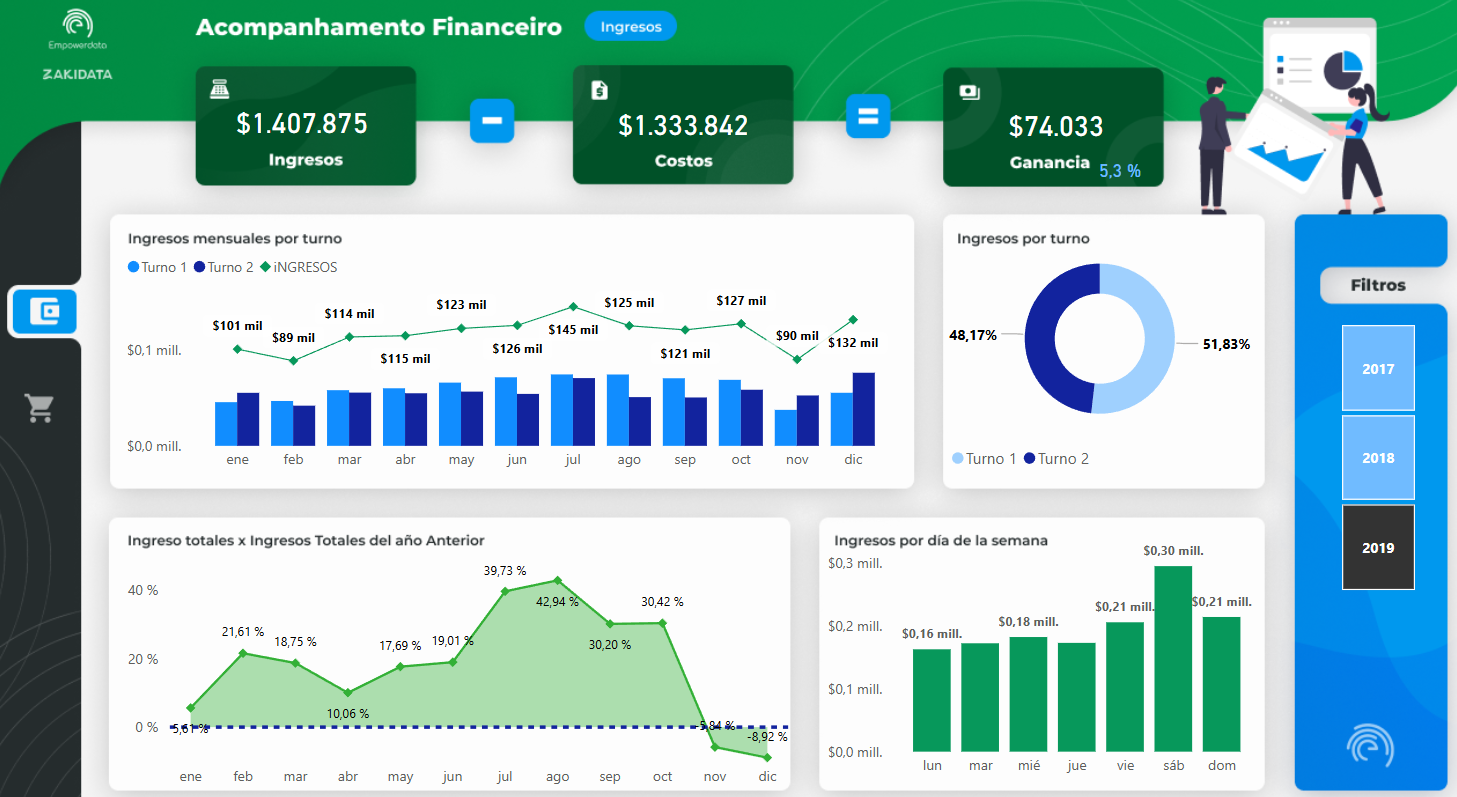 Empowerdata
ZAKIDATA
Acompanhamento Financeiro
Ingresos
$1.407.875
Ingresos
$1.333.842
Costos
$74.033
Ganancia
5,3 %
Ingresos mensuales por turno
Turno 1 Turno 2 iNGRESOS
$0,1 mill.
$0,0 mill.
$101 mil
$89 mil
$114 mil
$115 mil
$123 mil
$126 mil
$145 mil
$125 mil
$121 mil
$127 mil
$90 mil
$132 mil
ene feb mar abr may jun jul ago sep oct nov dic
Ingresos por turno
48,17%
51,83%
Turno 1 Turno 2
Filtros
2017
2018
2019
Ingreso totales x Ingresos Totales del año Anterior
40 %
20 %
0 %
5,61 %
21,61 %
18,75 %
10,06 %
17,69 %
19,01 %
39,73 %
42,94 %
30,20 %
30,42 %
-5,84 %
-8,92 %
ene feb mar abr may jun jul ago sep oct nov dic
Ingresos por día de la semana
$0,3 mill.
$0,2 mill.
$0,1 mill.
$0,0 mill.
$0,16 mill.
$0,18 mill.
$0,21 mill.
$0,30 mill.
$0,21 mill.
lun mar mié jue vie sáb dom